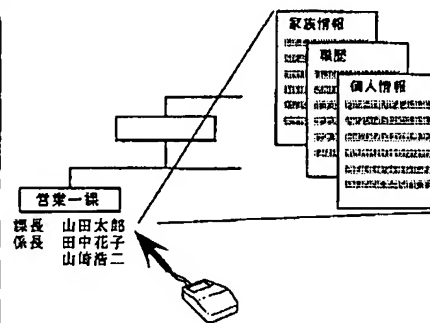 家族情報
職歴
個人情報
営業一課
課長 山田太郎
係長 田中花子
山崎浩二